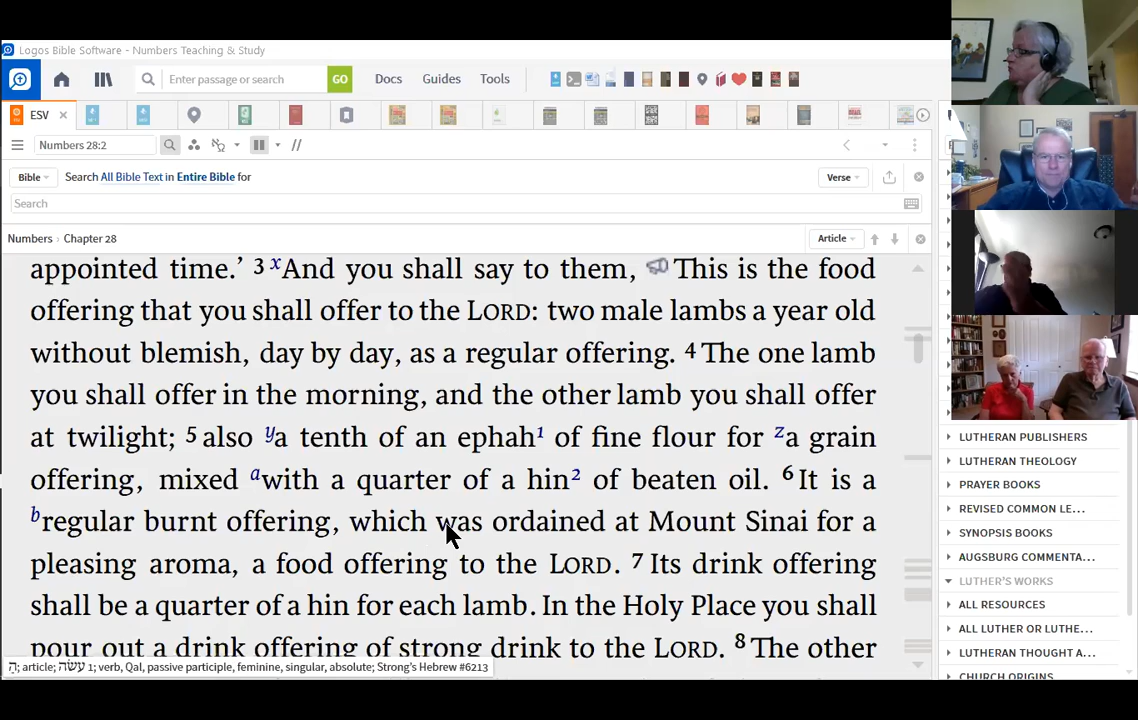 Logos Bible Software - Numbers Teaching & Study
Enter passage or search
GO
Docs
Guides
Tools
ESV
Numbers 28:2
Bible
Search All Bible Text in Entire Bible for
Verse
Search
Numbers › Chapter 28
Article
appointed time.’ 3 xAnd you shall say to them, This is the food
offering that you shall offer to the LORD: two male lambs a year old
without blemish, day by day, as a regular offering. 4 The one lamb
you shall offer in the morning, and the other lamb you shall offer
at twilight; 5 also ya tenth of an ephah1 of fine flour for za grain
offering, mixed awith a quarter of a hin2 of beaten oil. 6 It is a
bregular burnt offering, which was ordained at Mount Sinai for a
pleasing aroma, a food offering to the LORD. 7 Its drink offering
shall be a quarter of a hin for each lamb. In the Holy Place you shall
pour out a drink offering of strong drink to the LORD. 8 The other
הַ; article; עשׂה 1; verb, Qal, passive participle, feminine, singular, absolute; Strong's Hebrew #6213
LUTHERAN PUBLISHERS
LUTHERAN THEOLOGY
PRAYER BOOKS
REVISED COMMON LE...
SYNOPSIS BOOKS
AUGSBURG COMMENTA...
LUTHER'S WORKS
ALL RESOURCES
ALL LUTHER OR LUTHE...
LUTHERAN THOUGHT A...
CHURCH ORIGINS